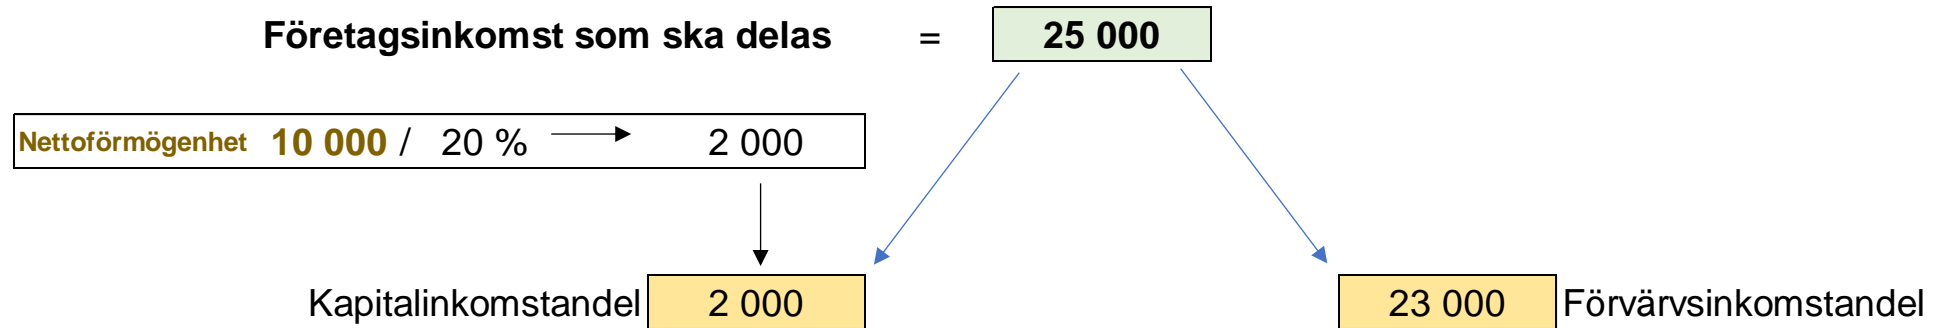 Företagsinkomst som ska delas = 25 000
Nettoförmögenhet 10 000 / 20 % 2 000
Kapitalinkomstandel 2 000 23 000 Förvärvsinkomstandel